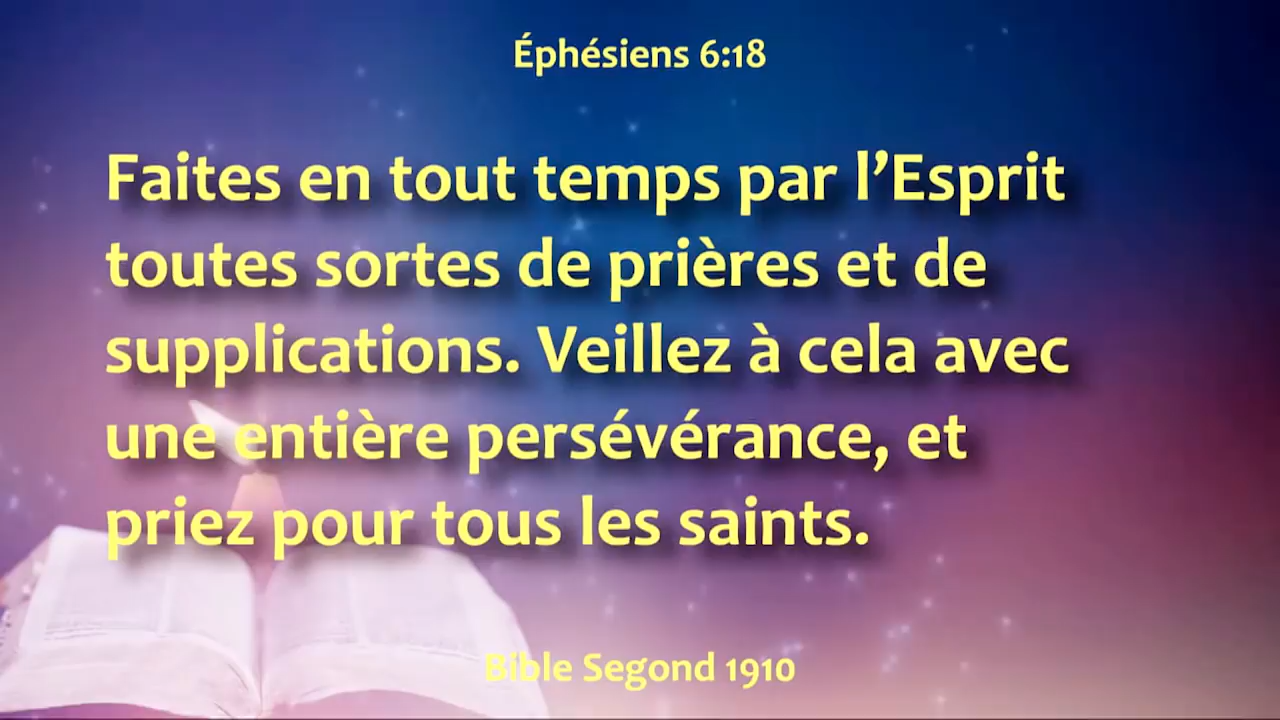 Éphésiens 6:18
Faites en tout temps par l’Esprit
toutes sortes de prières et de
supplications. Veillez à cela avec
une entière persévérance, et
priez pour tous les saints.
Bible Segond 1910